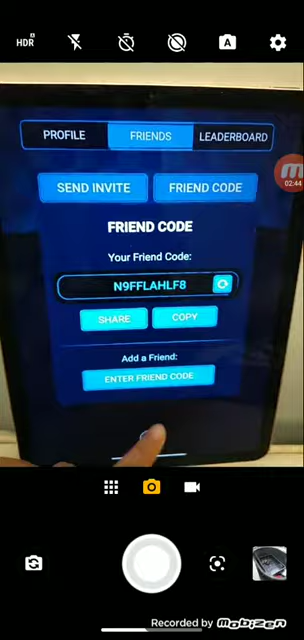 HDR
A
PROFILE
FRIENDS
LEADERBOARD
02:44
SEND INVITE
FRIEND CODE
FRIEND CODE
Your Friend Code:
N9FFLAHLF8
SHARE
COPY
Add a Friend:
ENTER FRIEND CODE
Recorded by Mobizen